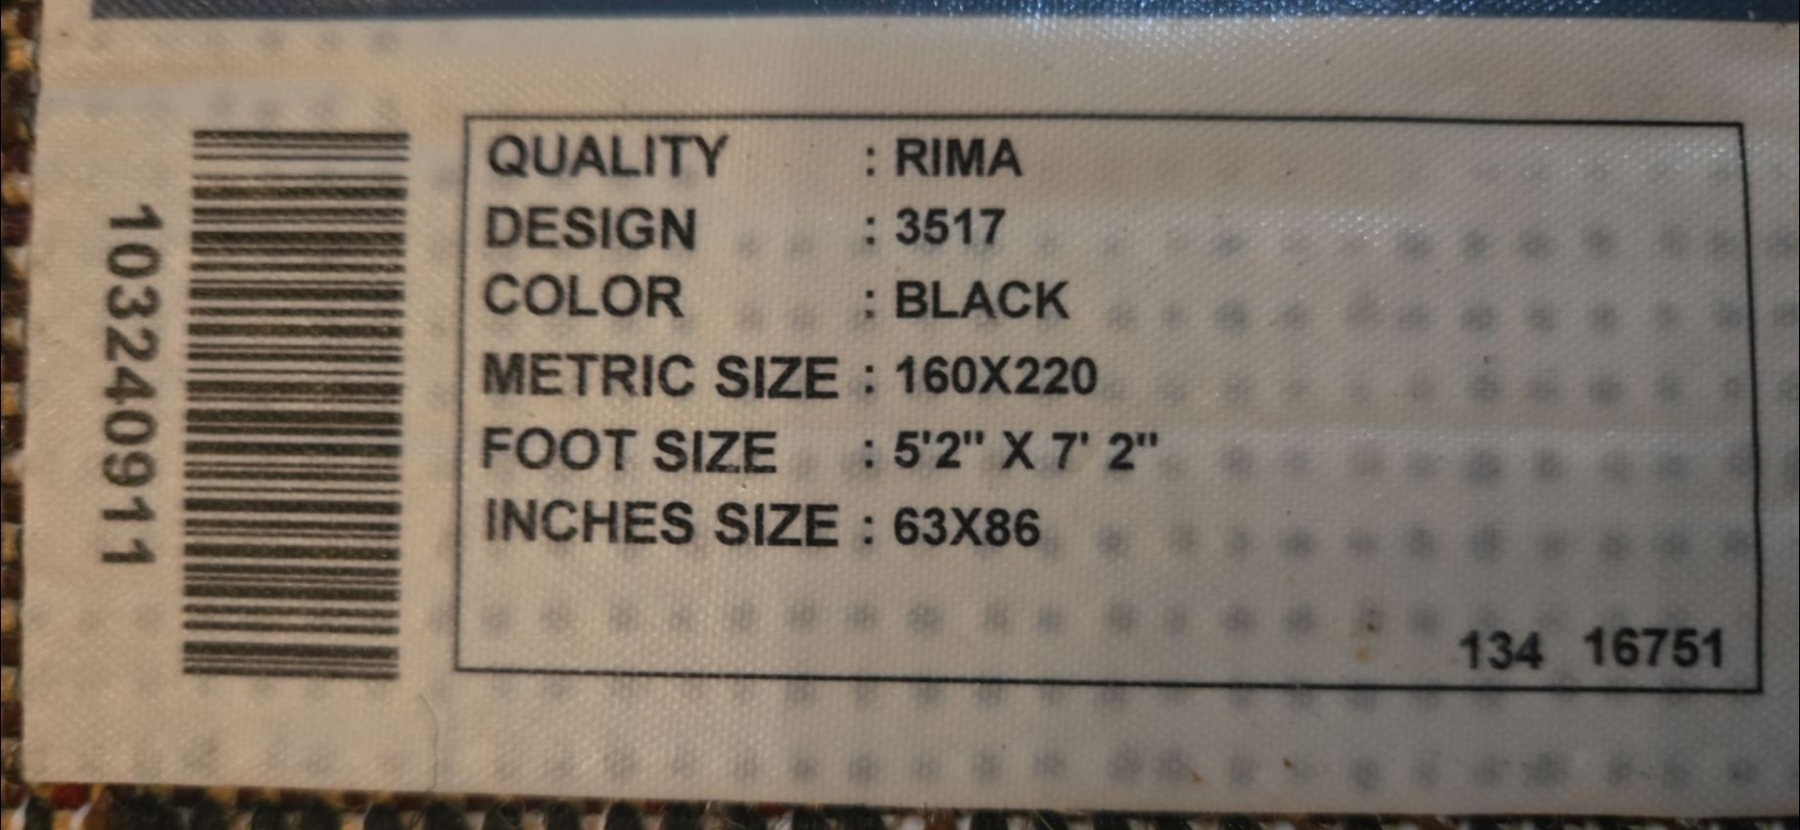 103240911
QUALITY : RIMA
DESIGN : 3517
COLOR : BLACK
METRIC SIZE : 160X220
FOOT SIZE : 5'2" X 7' 2"
INCHES SIZE : 63X86
134 16751